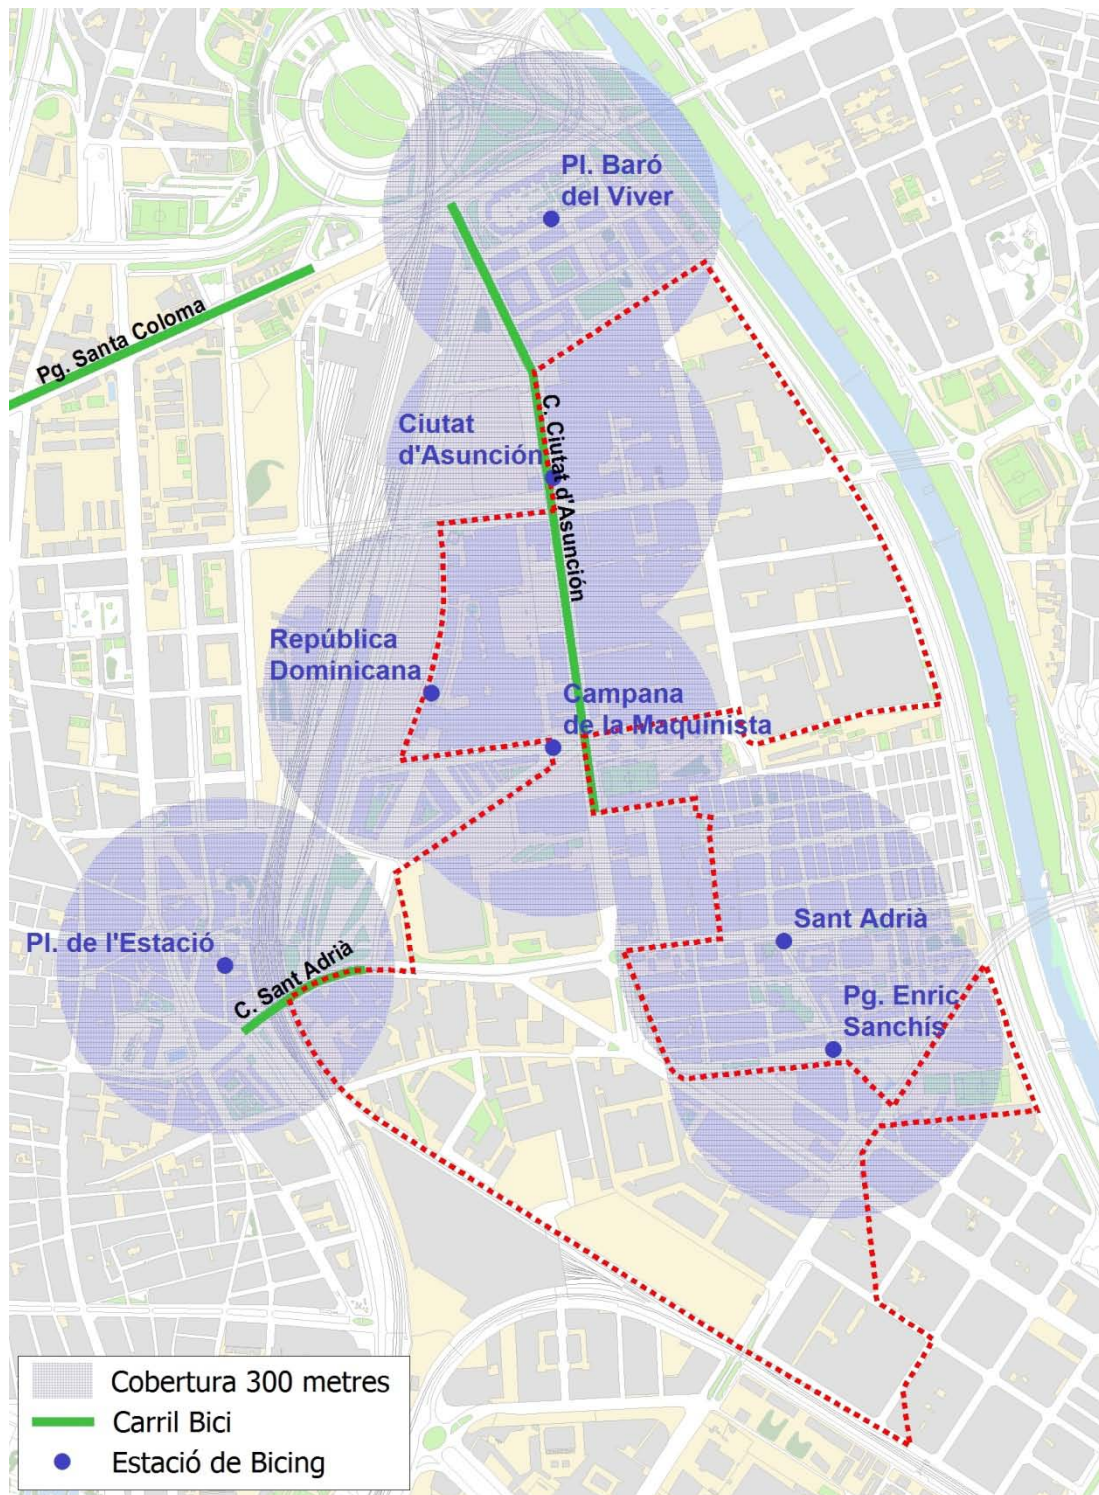 Pl. Baró
del Viver
Pg. Santa Coloma
Ciutat
d'Asunción
C. Ciutat d'Asunción
República
Dominicana
Campana
de la Maquinista
Pl. de l'Estació
C. Sant Adrià
Sant Adrià
Pg. Enric
Sanchís
Cobertura 300 metres
Carril Bici
Estació de Bicing